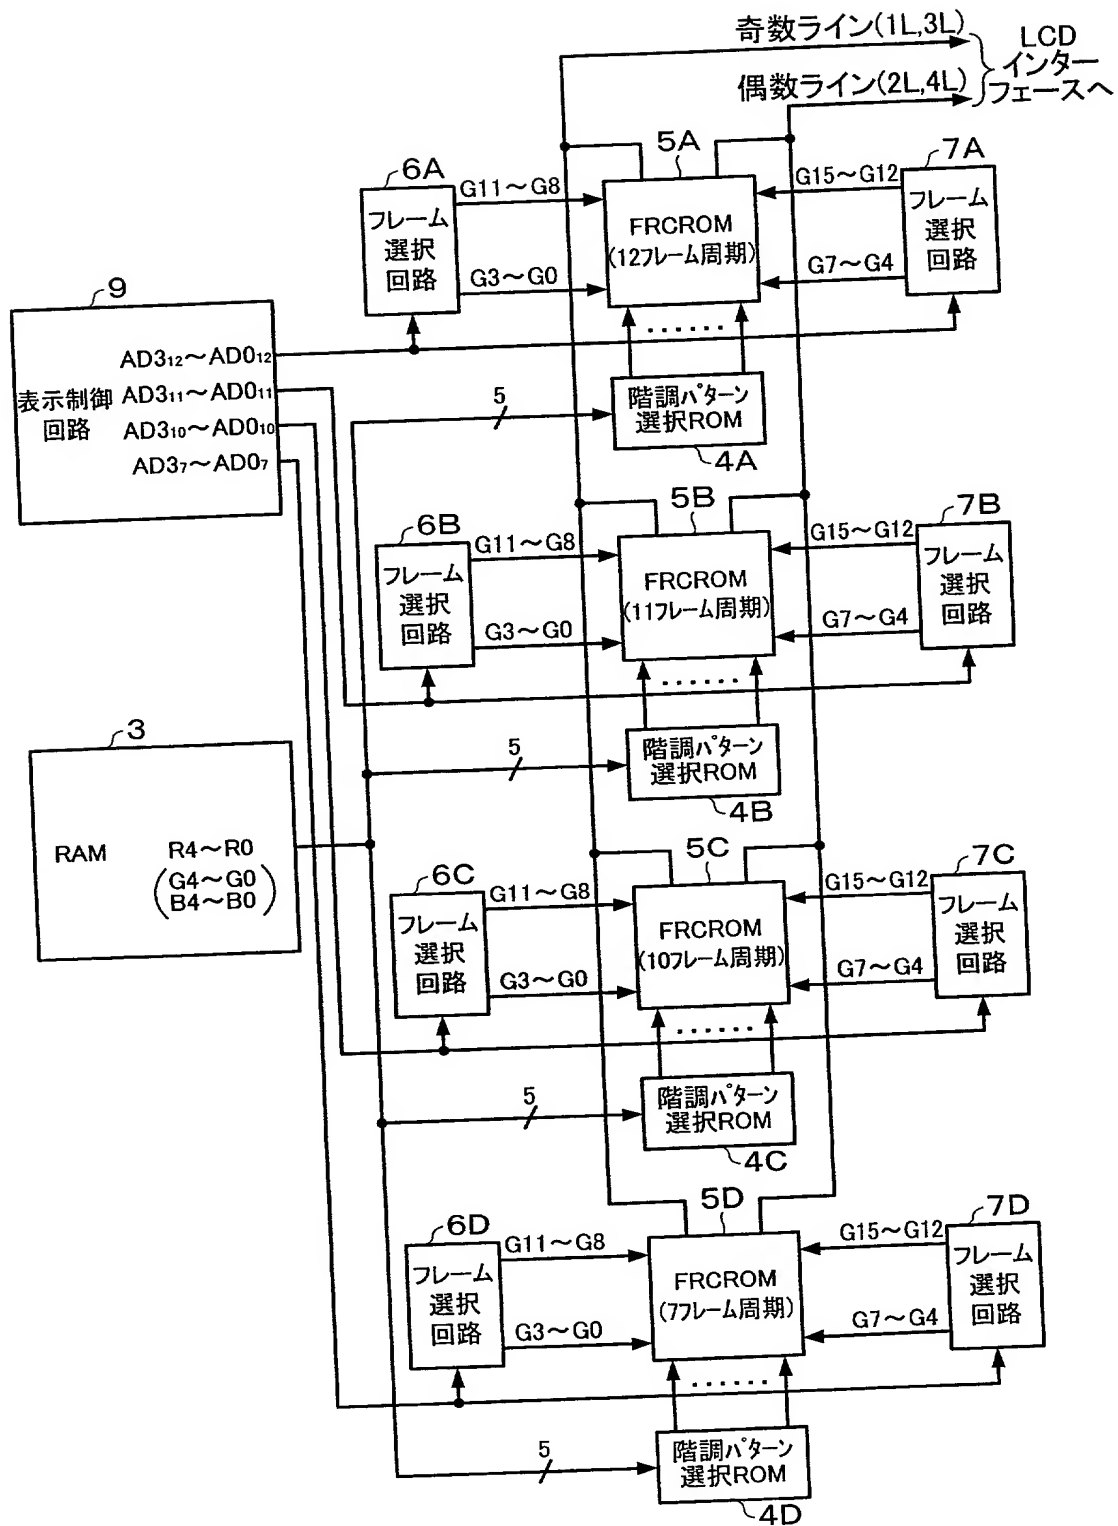 奇数ライン(1L,3L)
偶数ライン(2L,4L)
LCD
インター
フェースへ
6A
5A
7A
フレーム
選択
回路
G11～G8
G3～G0
FRCROM
(12フレーム周期)
G15～G12
G7～G4
フレーム
選択
回路
9
表示制御
回路
AD3₁₂～AD0₁₂
AD3₁₁～AD0₁₁
AD3₁₀～AD0₁₀
AD3₇～AD0₇
......
5
階調パターン
選択ROM
4A
6B
5B
7B
フレーム
選択
回路
G11～G8
G3～G0
FRCROM
(11フレーム周期)
G15～G12
G7～G4
フレーム
選択
回路
......
5
階調パターン
選択ROM
4B
3
RAM
R4～R0
(G4～G0
B4～B0)
6C
5C
7C
フレーム
選択
回路
G11～G8
G3～G0
FRCROM
(10フレーム周期)
G15～G12
G7～G4
フレーム
選択
回路
......
5
階調パターン
選択ROM
4C
6D
5D
7D
フレーム
選択
回路
G11～G8
G3～G0
FRCROM
(7フレーム周期)
G15～G12
G7～G4
フレーム
選択
回路
......
5
階調パターン
選択ROM
4D